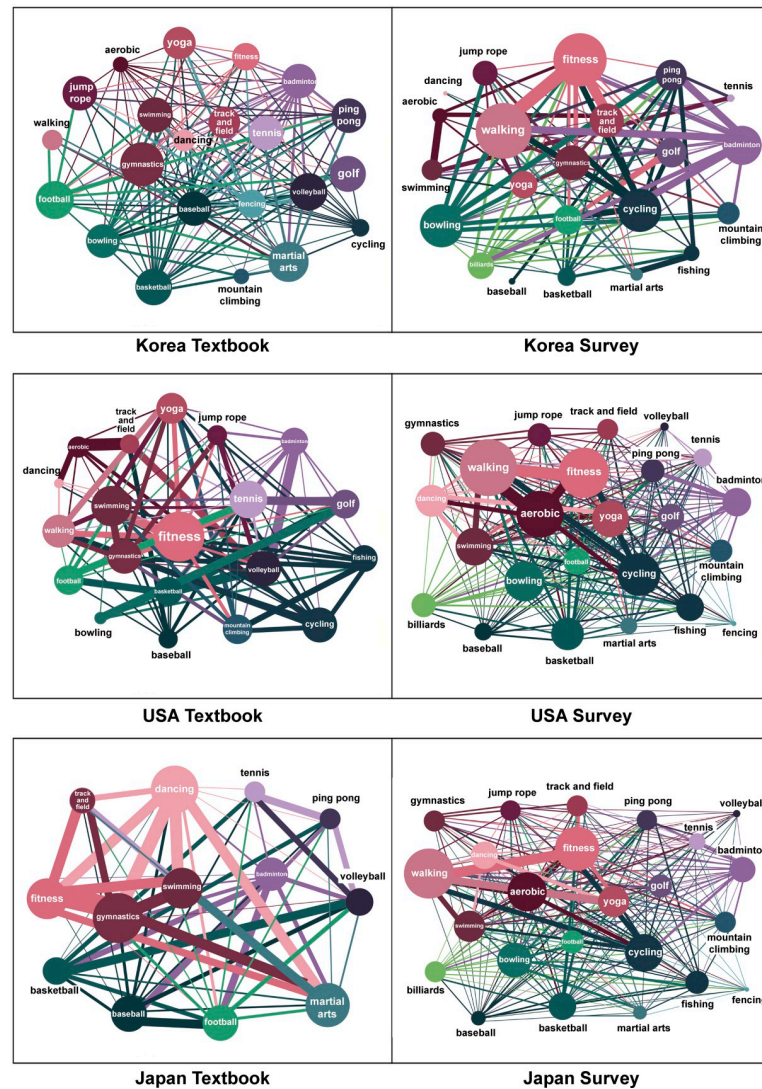 yoga
aerobic
fitness
badminton
jump
rope
swimming
track
and
field
ping
pong
walking
dancing
tennis
gymnastics
golf
football
baseball
fencing
volleyball
bowling
cycling
martial
arts
basketball
mountain
climbing
Korea Textbook
jump rope
fitness
ping
pong
dancing
tennis
aerobic
walking
track
and
field
badminton
golf
gymnastics
swimming
yoga
bowling
football
cycling
mountain
climbing
billiards
fishing
baseball
basketball
martial arts
Korea Survey
yoga
track
and
field
jump rope
aerobic
badminton
dancing
swimming
tennis
golf
walking
fitness
gymnastics
fishing
football
volleyball
basketball
bowling
mountain
climbing
cycling
baseball
USA Textbook
gymnastics
jump rope
track and field
volleyball
tennis
walking
fitness
ping pong
badminton
dancing
aerobic
yoga
golf
swimming
football
mountain
climbing
bowling
cycling
billiards
fishing
fencing
baseball
basketball
martial arts
USA Survey
dancing
tennis
track
and
field
ping pong
swimming
badminton
volleyball
fitness
gymnastics
basketball
martial
arts
baseball
football
Japan Textbook
gymnastics
jump rope
track and field
ping pong
volleyball
tennis
fitness
dancing
badminton
walking
aerobic
golf
yoga
swimming
football
mountain
climbing
bowling
cycling
billiards
fishing
fencing
baseball
basketball
martial arts
Japan Survey